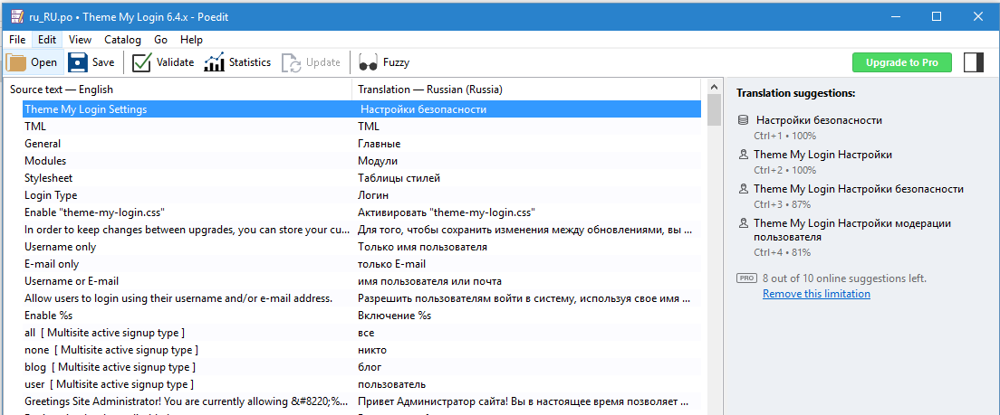 ru_RU.po • Theme My Login 6.4.x - Poedit
File Edit View Catalog Go Help
Open Save Validate Statistics Update Fuzzy Upgrade to Pro
Source text — English Translation — Russian (Russia)
Theme My Login Settings Настройки безопасности
TML TML
General Главные
Modules Модули
Stylesheet Таблицы стилей
Login Type Логин
Enable "theme-my-login.css" Активировать "theme-my-login.css"
In order to keep changes between upgrades, you can store your cu... Для того, чтобы сохранить изменения между обновлениями, вы ...
Username only Только имя пользователя
E-mail only только E-mail
Username or E-mail имя пользователя или почта
Allow users to login using their username and/or e-mail address. Разрешить пользователям войти в систему, используя свое имя ...
Enable %s Включение %s
all [ Multisite active signup type ] все
none [ Multisite active signup type ] никто
blog [ Multisite active signup type ] блог
user [ Multisite active signup type ] пользователь
Greetings Site Administrator! You are currently allowing &#8220;%... Привет Администратор сайта! Вы в настоящее время позволяет ...
Translation suggestions:
Настройки безопасности
Ctrl+1 • 100%
Theme My Login Настройки
Ctrl+2 • 100%
Theme My Login Настройки безопасности
Ctrl+3 • 87%
Theme My Login Настройки модерации
пользователя
Ctrl+4 • 81%
PRO 8 out of 10 online suggestions left.
Remove this limitation